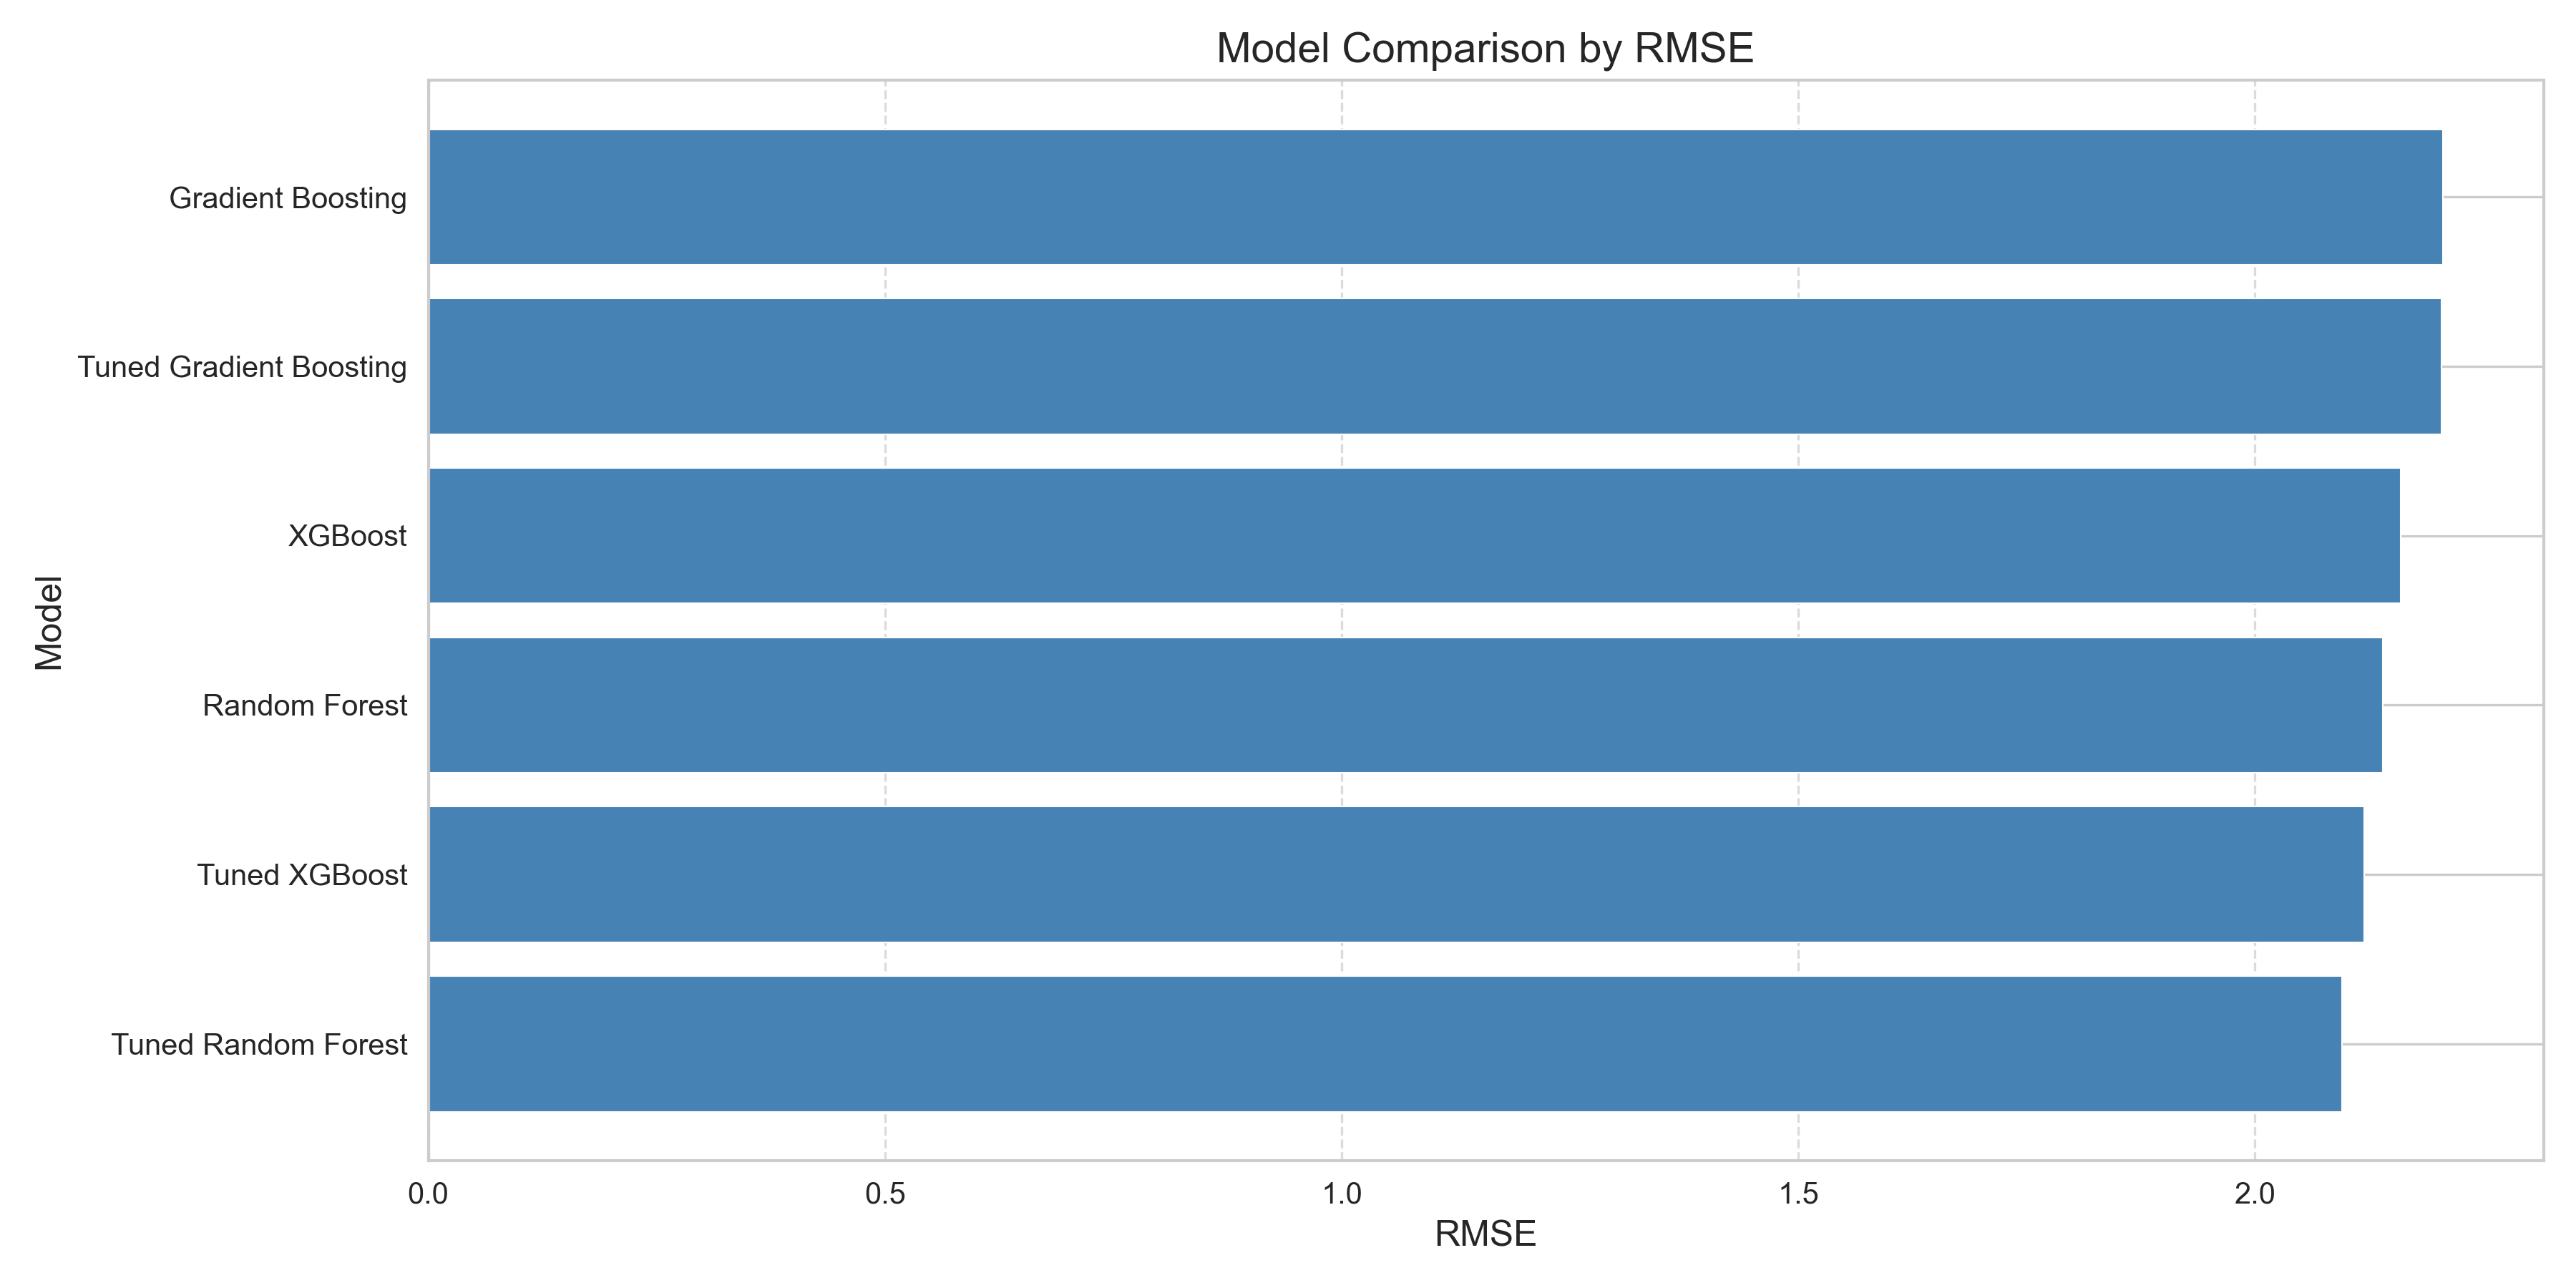 Model Comparison by RMSE
Model
Gradient Boosting
Tuned Gradient Boosting
XGBoost
Random Forest
Tuned XGBoost
Tuned Random Forest
0.0 0.5 1.0 1.5 2.0
RMSE